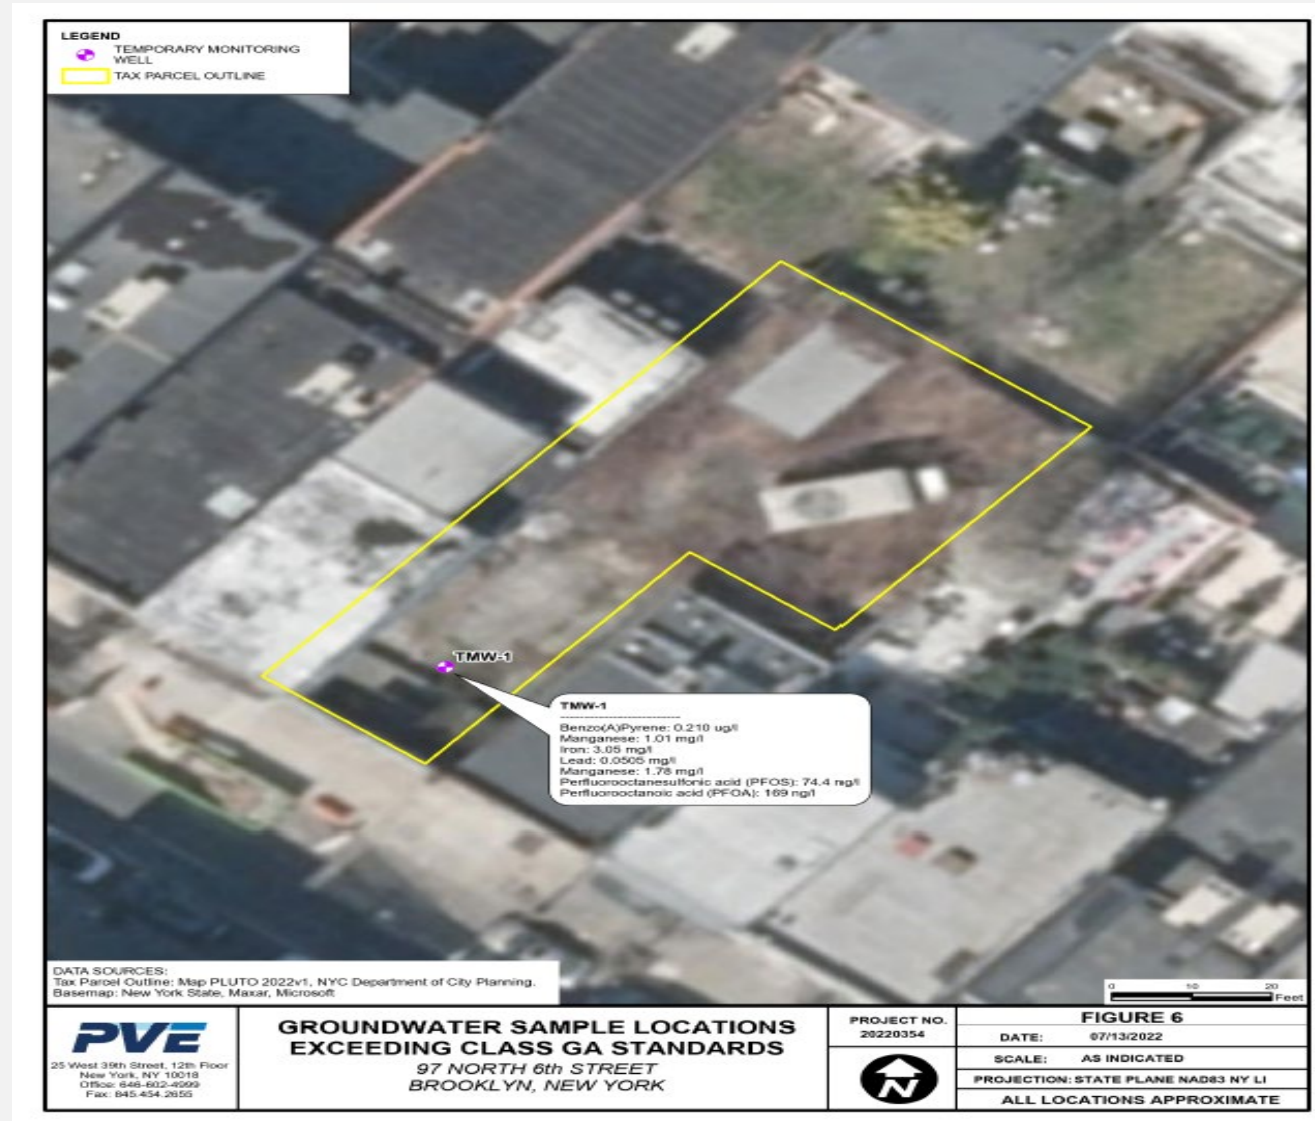 LEGEND
TEMPORARY MONITORING
WELL
TAX PARCEL OUTLINE
TMW-1
TMW-1
Benzo(A)Pyrene: 0.210 ug/l
Manganese: 1.01 mg/l
Iron: 3.05 mg/l
Lead: 0.0505 mg/l
Manganese: 1.78 mg/l
Perfluorooctanesulfonic acid (PFOS): 74.4 ng/l
Perfluorooctanoic acid (PFOA): 169 ng/l
DATA SOURCES:
Tax Parcel Outline: Map PLUTO 2022v1, NYC Department of City Planning.
Basemap: New York State, Maxar, Microsoft
0 10 20
Feet
PVE
25 West 39th Street, 12th Floor
New York, NY 10018
Office: 646-602-4999
Fax: 845.454.2655
GROUNDWATER SAMPLE LOCATIONS
EXCEEDING CLASS GA STANDARDS
97 NORTH 6th STREET
BROOKLYN, NEW YORK
PROJECT NO.
20220354
N
FIGURE 6
DATE: 07/13/2022
SCALE: AS INDICATED
PROJECTION: STATE PLANE NAD83 NY LI
ALL LOCATIONS APPROXIMATE